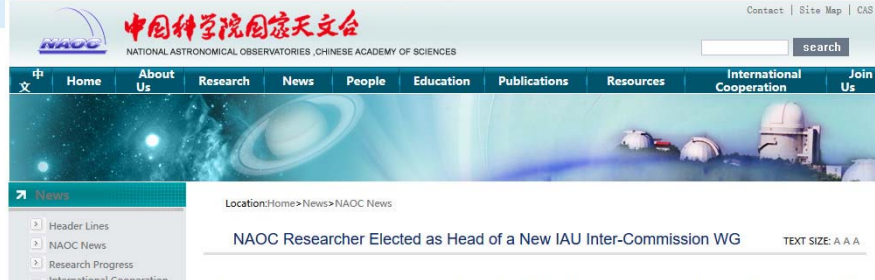 Contact | Site Map | CAS
NAOC
中国科学院国家天文台
NATIONAL ASTRONOMICAL OBSERVATORIES ,CHINESE ACADEMY OF SCIENCES
search
中文 Home About Us Research News People Education Publications Resources International Cooperation Join Us
News
Location:Home>News>NAOC News
Header Lines
NAOC Researcher Elected as Head of a New IAU Inter-Commission WG
TEXT SIZE: A A A
NAOC News
Research Progress
International Cooperation